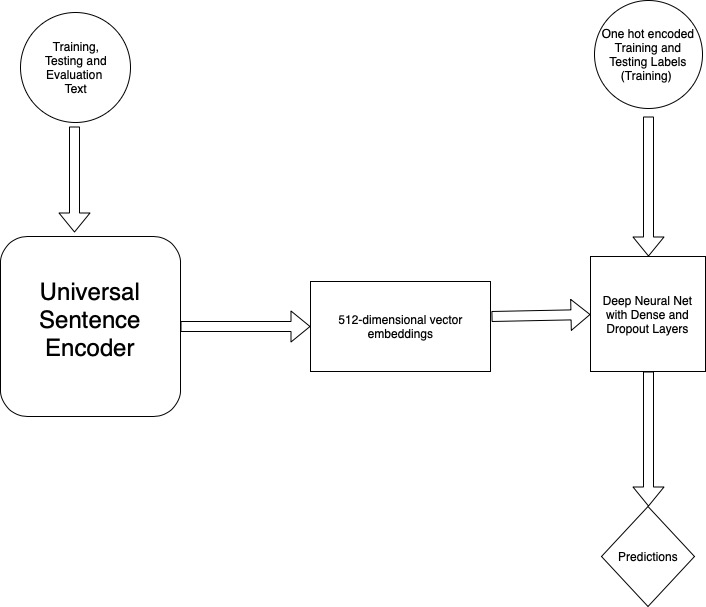 Training,
Testing and
Evaluation
Text
One hot encoded
Training and
Testing Labels
(Training)
Universal
Sentence
Encoder
512-dimensional vector
embeddings
Deep Neural Net
with Dense and
Dropout Layers
Predictions